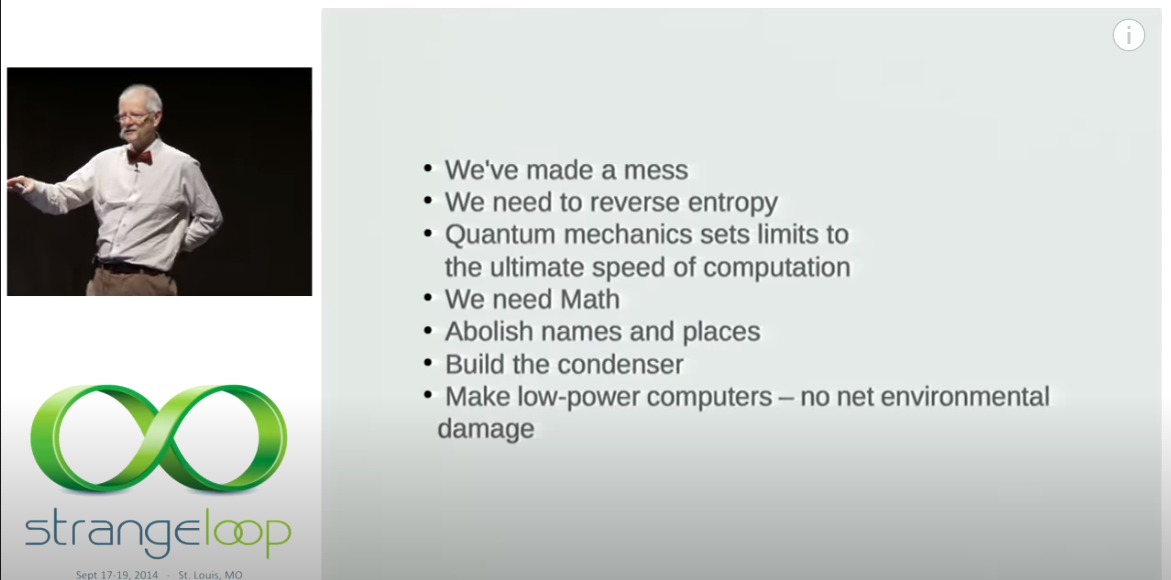 We've made a mess
We need to reverse entropy
Quantum mechanics sets limits to
the ultimate speed of computation
We need Math
Abolish names and places
Build the condenser
Make low-power computers – no net environmental
damage
strangeloop
Sept 17-19, 2014 · St. Louis, MO
i